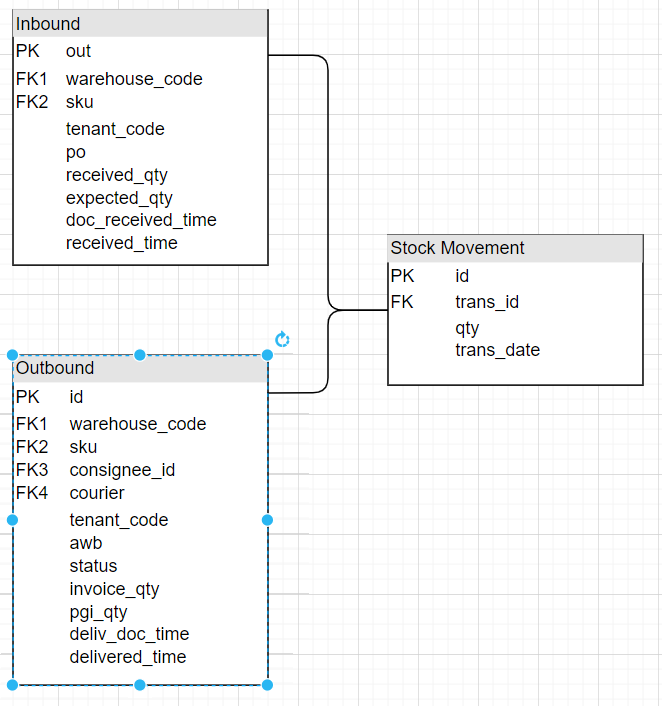 Inbound
PK out
FK1 warehouse_code
FK2 sku
tenant_code
po
received_qty
expected_qty
doc_received_time
received_time
Stock Movement
PK id
FK trans_id
qty
trans_date
Outbound
PK id
FK1 warehouse_code
FK2 sku
FK3 consignee_id
FK4 courier
tenant_code
awb
status
invoice_qty
pgi_qty
deliv_doc_time
delivered_time